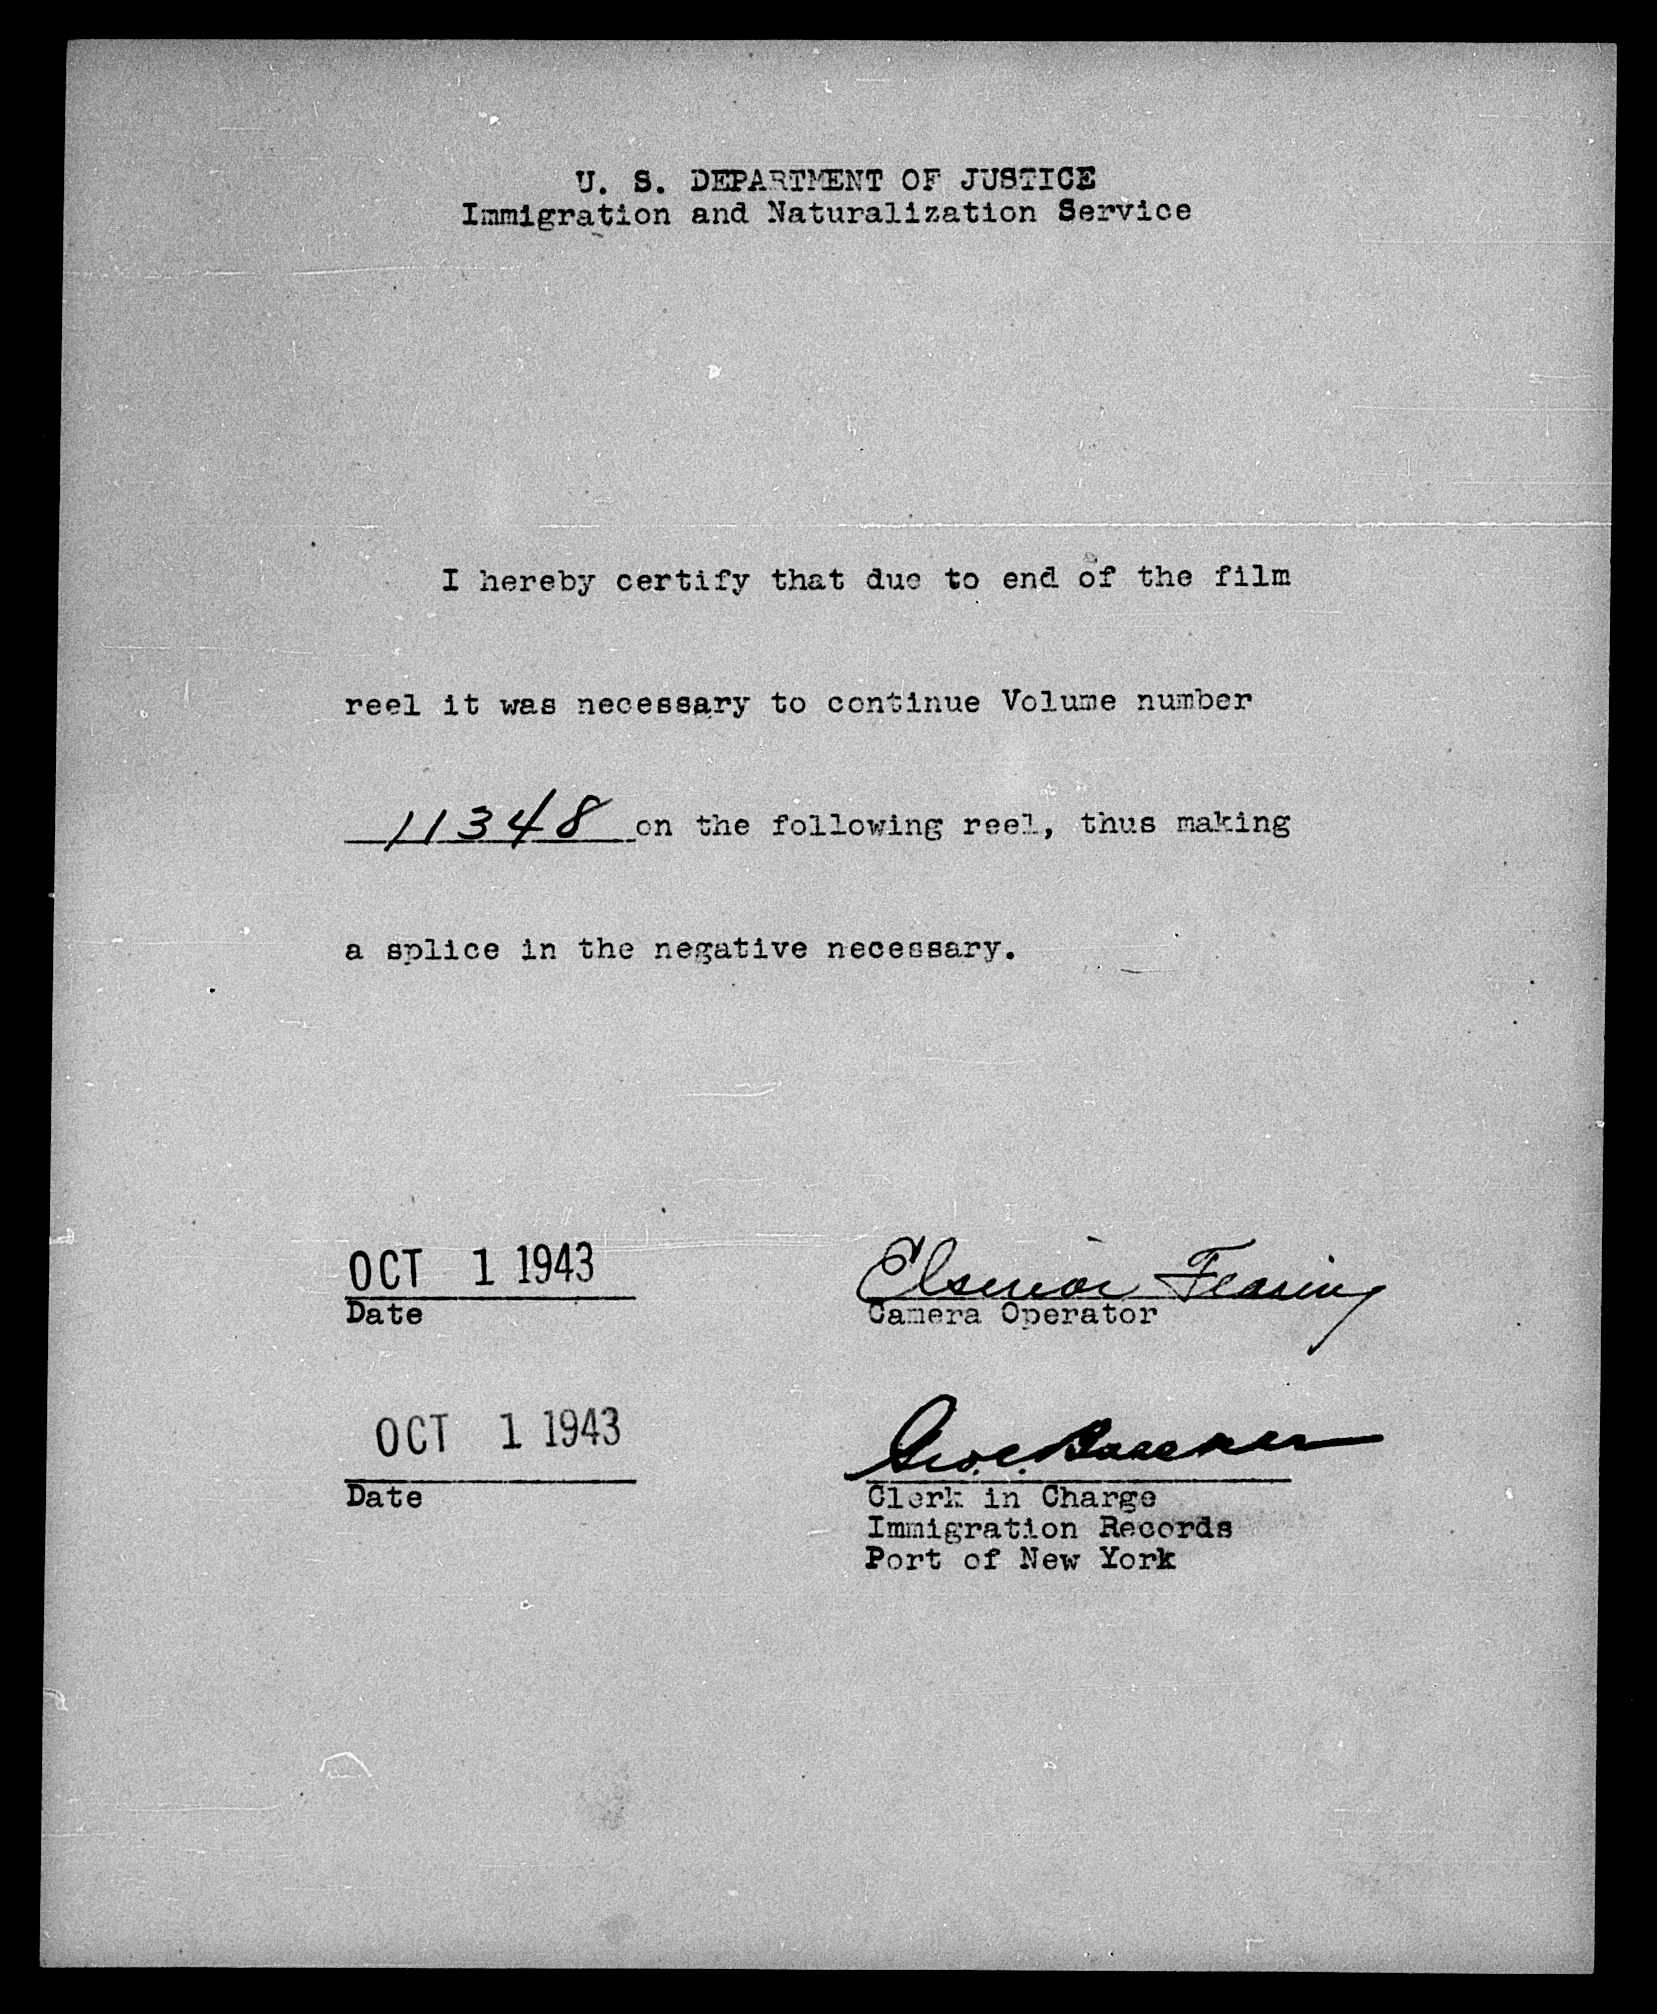 U. S. DEPARTMENT OF JUSTICE
Immigration and Naturalization Service
I hereby certify that due to end of the film
reel it was necessary to continue Volume number
11348 on the following reel, thus making
a splice in the negative necessary.
OCT 1 1943
Date
Fearing
Camera Operator
OCT 1 1943
Date
Geo. C.
Clerk in Charge
Immigration Records
Port of New York